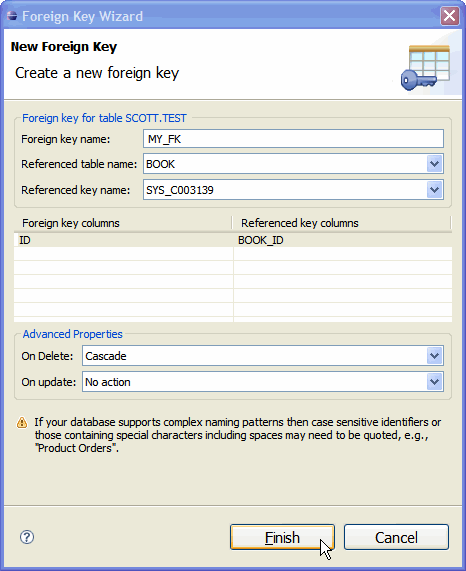 Foreign Key Wizard
New Foreign Key
Create a new foreign key
Foreign key for table SCOTT.TEST
Foreign key name: MY_FK
Referenced table name: BOOK
Referenced key name: SYS_C003139
Foreign key columns Referenced key columns
ID BOOK_ID
Advanced Properties
On Delete: Cascade
On update: No action
If your database supports complex naming patterns then case sensitive identifiers or
those containing special characters including spaces may need to be quoted, e.g.,
"Product Orders".
? Finish Cancel